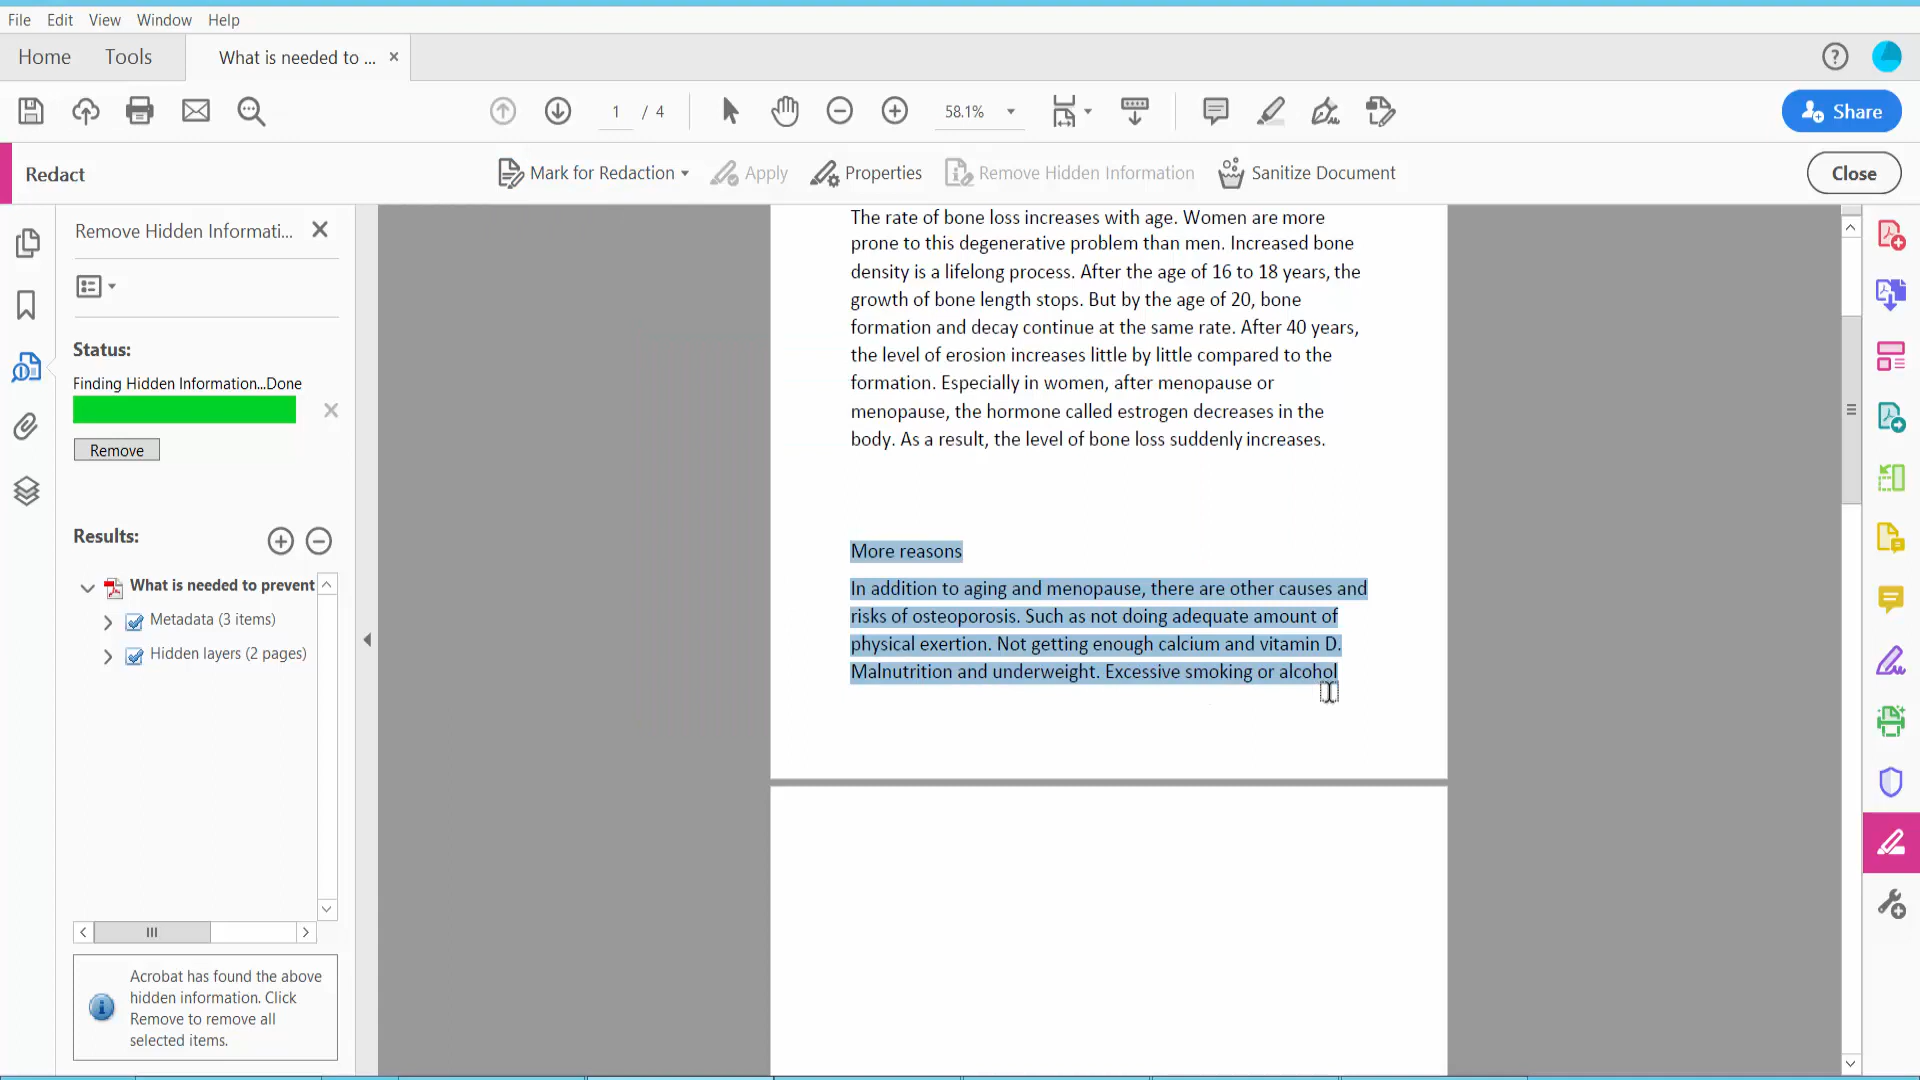 File Edit View Window Help
Home Tools What is needed to ... ×
1 / 4 58.1% Share
Redact Mark for Redaction Apply Properties Remove Hidden Information Sanitize Document Close
Remove Hidden Informati...
Status:
Finding Hidden Information...Done
Remove
Results:
What is needed to prevent
Metadata (3 items)
Hidden layers (2 pages)
Acrobat has found the above
hidden information. Click
Remove to remove all
selected items.
The rate of bone loss increases with age. Women are more
prone to this degenerative problem than men. Increased bone
density is a lifelong process. After the age of 16 to 18 years, the
growth of bone length stops. But by the age of 20, bone
formation and decay continue at the same rate. After 40 years,
the level of erosion increases little by little compared to the
formation. Especially in women, after menopause or
menopause, the hormone called estrogen decreases in the
body. As a result, the level of bone loss suddenly increases.
More reasons
In addition to aging and menopause, there are other causes and
risks of osteoporosis. Such as not doing adequate amount of
physical exertion. Not getting enough calcium and vitamin D.
Malnutrition and underweight. Excessive smoking or alcohol